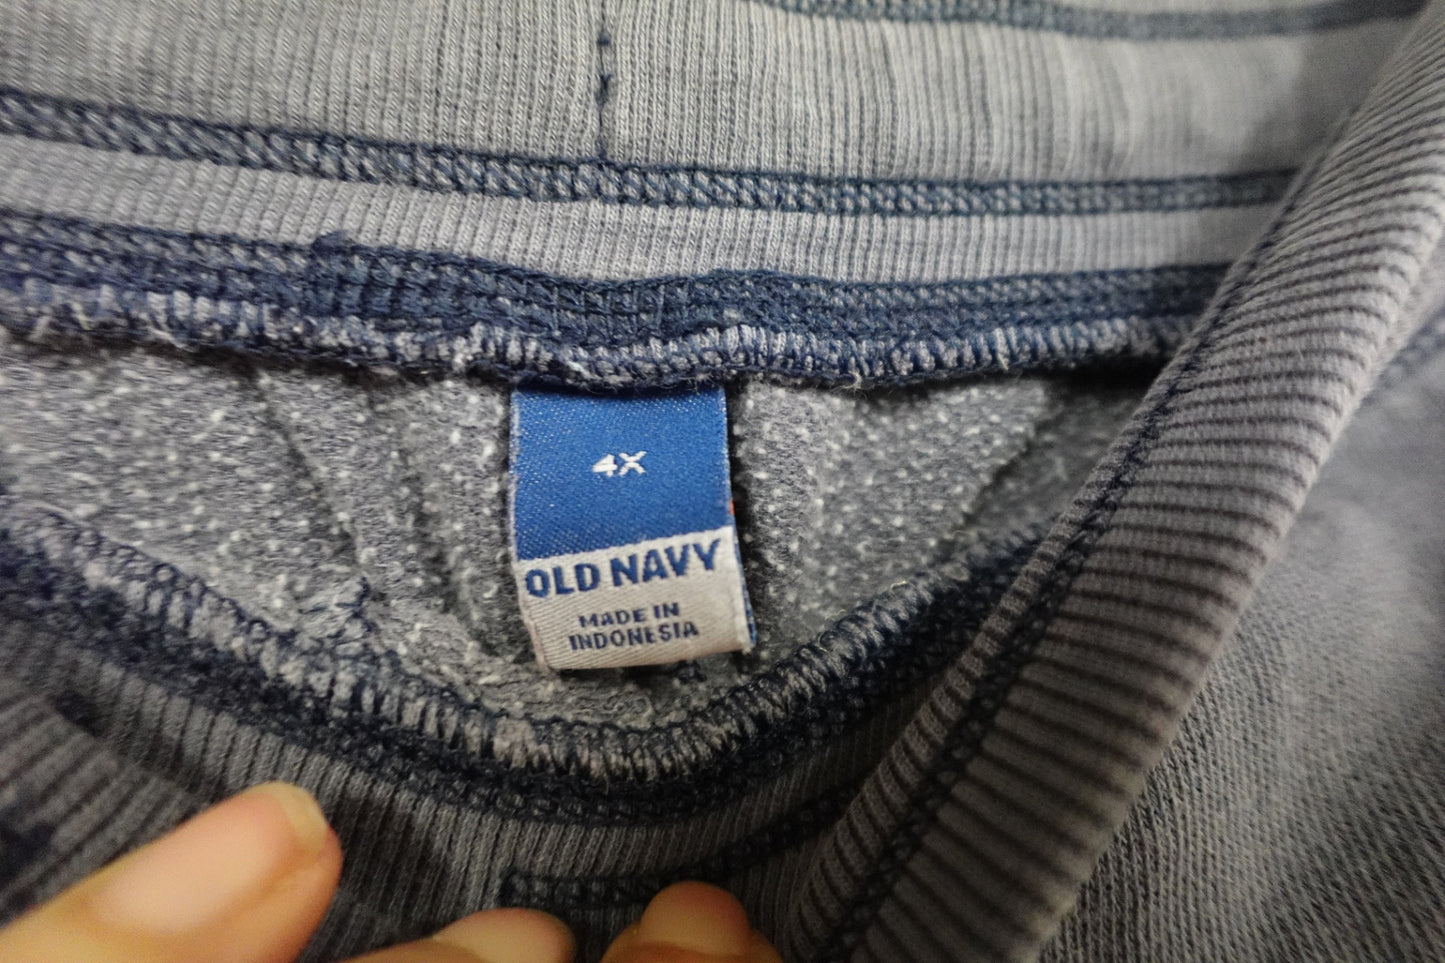 4X
OLD NAVY
MADE IN
INDONESIA